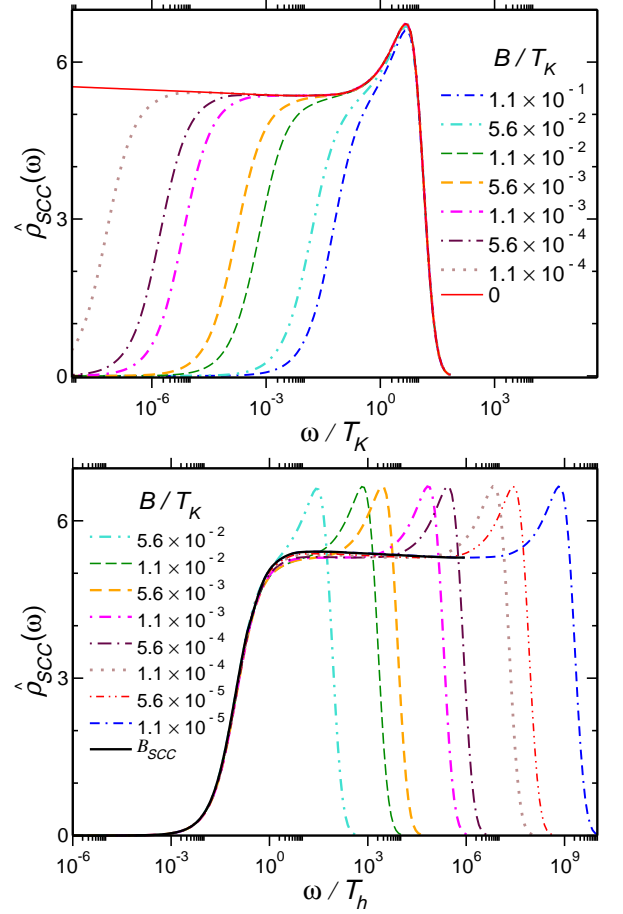 6
3
0
ρ̂_SCC(ω)
B / T_K
1.1 × 10^-1
5.6 × 10^-2
1.1 × 10^-2
5.6 × 10^-3
1.1 × 10^-3
5.6 × 10^-4
1.1 × 10^-4
0
10^-6 10^-3 10^0 10^3
ω / T_K
6
3
0
ρ̂_SCC(ω)
B / T_K
5.6 × 10^-2
1.1 × 10^-2
5.6 × 10^-3
1.1 × 10^-3
5.6 × 10^-4
1.1 × 10^-4
5.6 × 10^-5
1.1 × 10^-5
B_SCC
10^-6 10^-3 10^0 10^3 10^6 10^9
ω / T_h